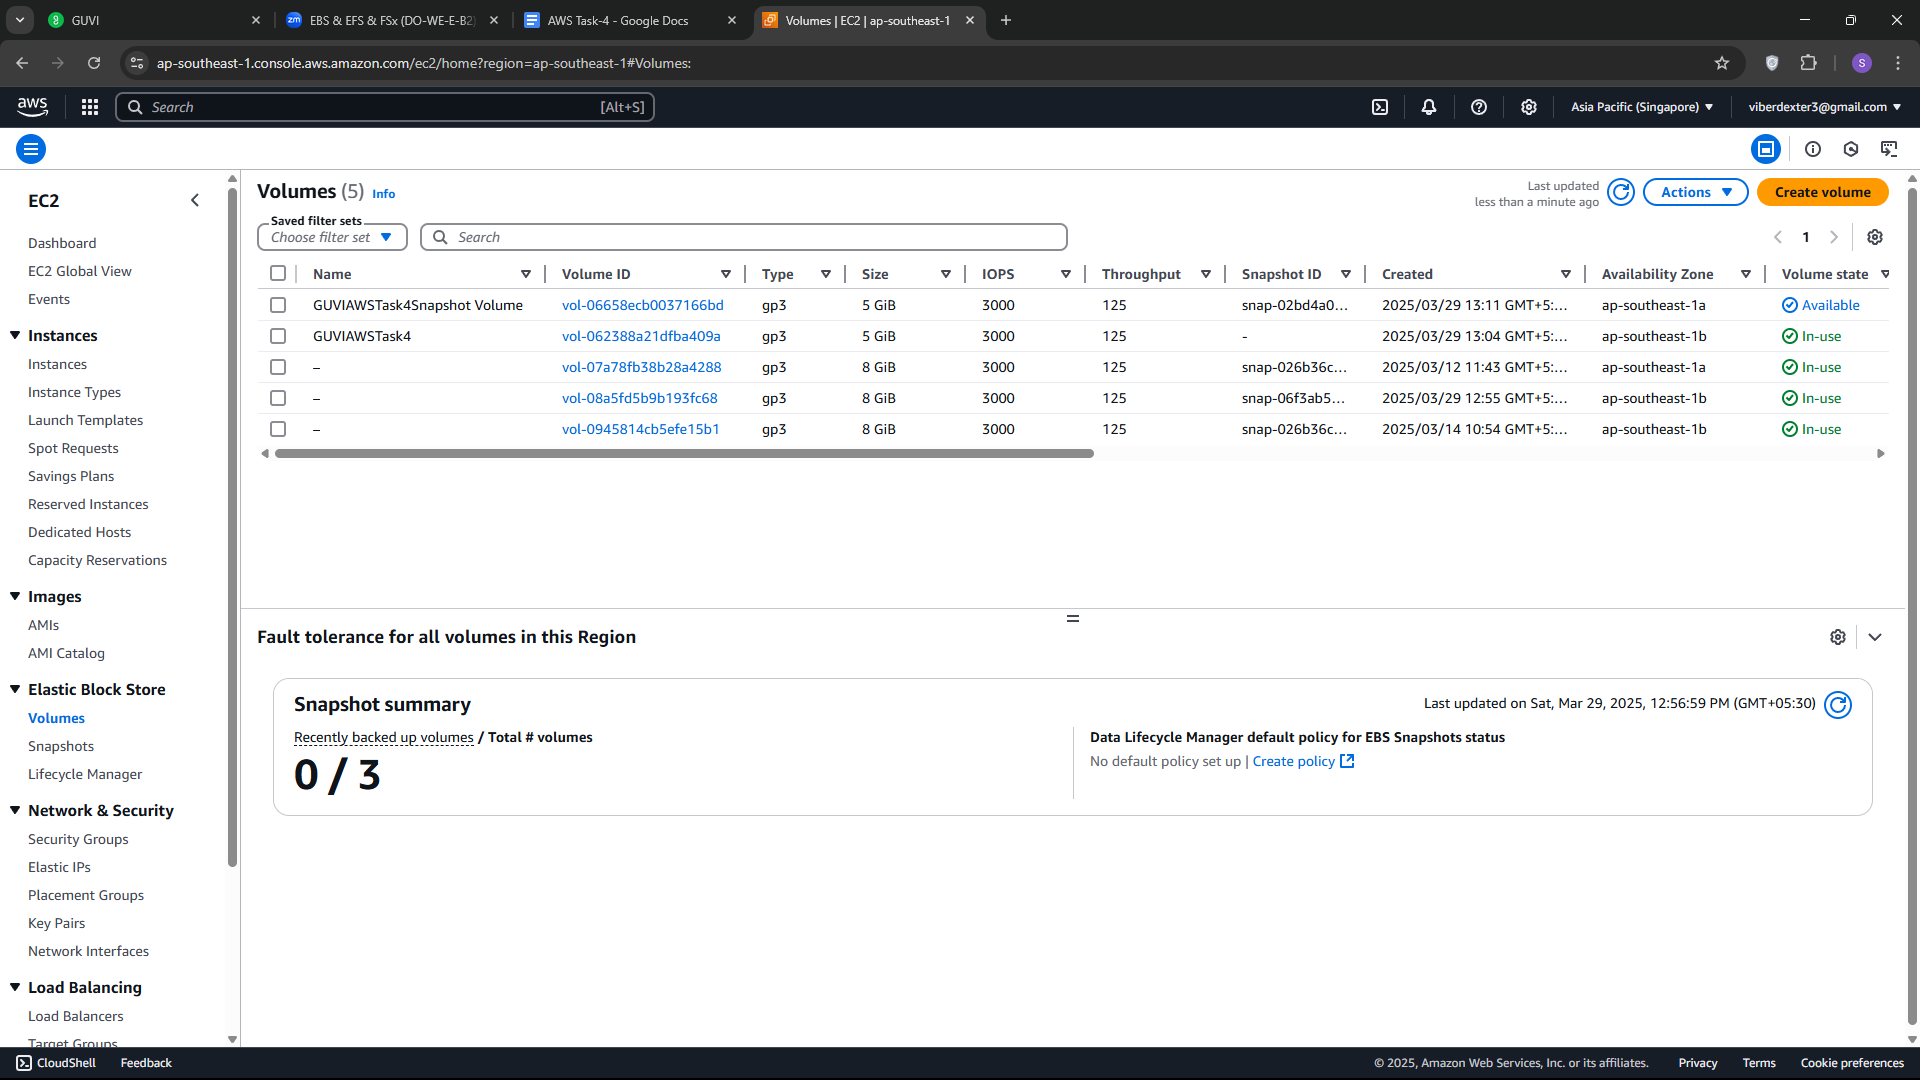 GUVI
EBS & EFS & FSx (DO-WE-E-B2)
AWS Task-4 - Google Docs
Volumes | EC2 | ap-southeast-1
ap-southeast-1.console.aws.amazon.com/ec2/home?region=ap-southeast-1#Volumes:
S
aws
Search
[Alt+S]
Asia Pacific (Singapore)
viberdexter3@gmail.com
EC2
Dashboard
EC2 Global View
Events
Instances
Instances
Instance Types
Launch Templates
Spot Requests
Savings Plans
Reserved Instances
Dedicated Hosts
Capacity Reservations
Images
AMIs
AMI Catalog
Elastic Block Store
Volumes
Snapshots
Lifecycle Manager
Network & Security
Security Groups
Elastic IPs
Placement Groups
Key Pairs
Network Interfaces
Load Balancing
Load Balancers
Target Groups
Volumes (5) Info
Last updated
less than a minute ago
Actions
Create volume
Saved filter sets
Choose filter set
Search
1
Name Volume ID Type Size IOPS Throughput Snapshot ID Created Availability Zone Volume state
GUVIAWSTask4Snapshot Volume vol-06658ecb0037166bd gp3 5 GiB 3000 125 snap-02bd4a0... 2025/03/29 13:11 GMT+5:... ap-southeast-1a Available
GUVIAWSTask4 vol-062388a21dfba409a gp3 5 GiB 3000 125 - 2025/03/29 13:04 GMT+5:... ap-southeast-1b In-use
– vol-07a78fb38b28a4288 gp3 8 GiB 3000 125 snap-026b36c... 2025/03/12 11:43 GMT+5:... ap-southeast-1a In-use
– vol-08a5fd5b9b193fc68 gp3 8 GiB 3000 125 snap-06f3ab5... 2025/03/29 12:55 GMT+5:... ap-southeast-1b In-use
– vol-0945814cb5efe15b1 gp3 8 GiB 3000 125 snap-026b36c... 2025/03/14 10:54 GMT+5:... ap-southeast-1b In-use
Fault tolerance for all volumes in this Region
Snapshot summary
Last updated on Sat, Mar 29, 2025, 12:56:59 PM (GMT+05:30)
Recently backed up volumes / Total # volumes
0 / 3
Data Lifecycle Manager default policy for EBS Snapshots status
No default policy set up | Create policy
CloudShell
Feedback
© 2025, Amazon Web Services, Inc. or its affiliates.
Privacy
Terms
Cookie preferences